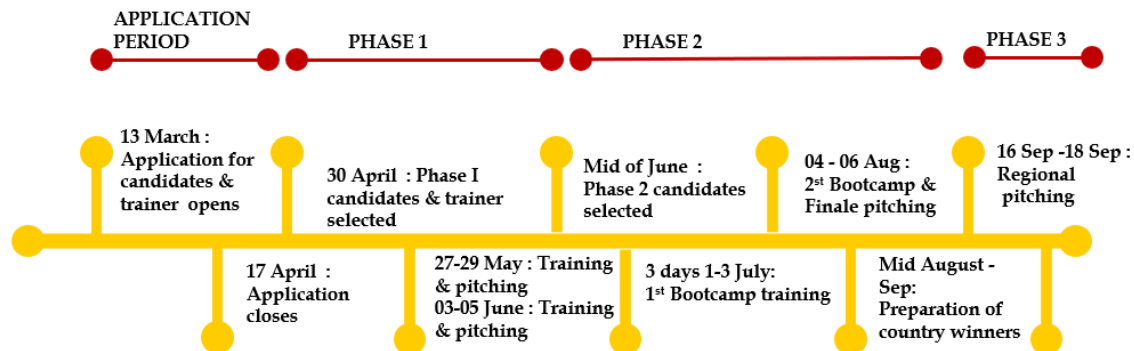 APPLICATION
PERIOD
PHASE 1
PHASE 2
PHASE 3
13 March :
Application for
candidates &
trainer opens
30 April : Phase I
candidates & trainer
selected
Mid of June :
Phase 2 candidates
selected
04 - 06 Aug :
2st Bootcamp &
Finale pitching
16 Sep -18 Sep :
Regional
pitching
17 April :
Application
closes
27-29 May : Training
& pitching
03-05 June : Training
& pitching
3 days 1-3 July:
1st Bootcamp training
Mid August -
Sep:
Preparation of
country winners